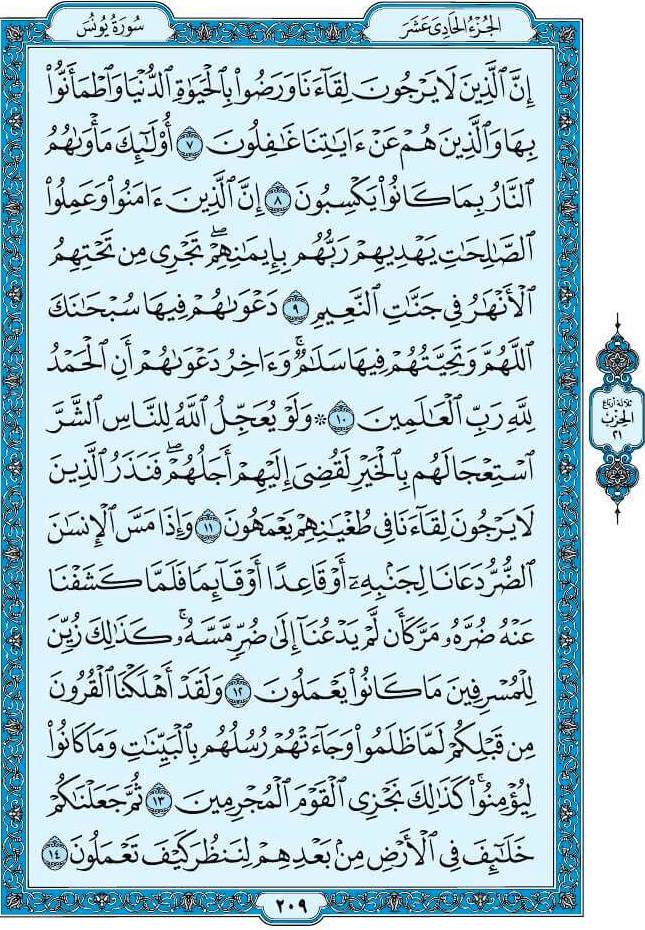 الجُزْءُ الحَادِي عَشَرَ
سُورَةُ يُونُسَ
إِنَّ ٱلَّذِينَ لَا يَرْجُونَ لِقَآءَنَا وَرَضُوا۟ بِٱلْحَيَوٰةِ ٱلدُّنْيَا وَٱطْمَأَنُّوا۟
بِهَا وَٱلَّذِينَ هُمْ عَنْ ءَايَٰتِنَا غَٰفِلُونَ ٧ أُو۟لَٰٓئِكَ مَأْوَىٰهُمُ
ٱلنَّارُ بِمَا كَانُوا۟ يَكْسِبُونَ ٨ إِنَّ ٱلَّذِينَ ءَامَنُوا۟ وَعَمِلُوا۟
ٱلصَّٰلِحَٰتِ يَهْدِيهِمْ رَبُّهُم بِإِيمَٰنِهِمْۖ تَجْرِى مِن تَحْتِهِمُ
ٱلْأَنْهَٰرُ فِى جَنَّٰتِ ٱلنَّعِيمِ ٩ دَعْوَىٰهُمْ فِيهَا سُبْحَٰنَكَ
ٱللَّهُمَّ وَتَحِيَّتُهُمْ فِيهَا سَلَٰمٌۚ وَءَاخِرُ دَعْوَىٰهُمْ أَنِ ٱلْحَمْدُ
لِلَّهِ رَبِّ ٱلْعَٰلَمِينَ ١٠ ۞ وَلَوْ يُعَجِّلُ ٱللَّهُ لِلنَّاسِ ٱلشَّرَّ
ٱسْتِعْجَالَهُم بِٱلْخَيْرِ لَقُضِىَ إِلَيْهِمْ أَجَلُهُمْۖ فَنَذَرُ ٱلَّذِينَ
لَا يَرْجُونَ لِقَآءَنَا فِى طُغْيَٰنِهِمْ يَعْمَهُونَ ١١ وَإِذَا مَسَّ ٱلْإِنسَٰنَ
ٱلضُّرُّ دَعَانَا لِجَنۢبِهِۦٓ أَوْ قَاعِدًا أَوْ قَآئِمًا فَلَمَّا كَشَفْنَا
عَنْهُ ضُرَّهُۥ مَرَّ كَأَن لَّمْ يَدْعُنَآ إِلَىٰ ضُرٍّ مَّسَّهُۥۚ كَذَٰلِكَ زُيِّنَ
لِلْمُسْرِفِينَ مَا كَانُوا۟ يَعْمَلُونَ ١٢ وَلَقَدْ أَهْلَكْنَا ٱلْقُرُونَ
مِن قَبْلِكُمْ لَمَّا ظَلَمُوا۟ وَجَآءَتْهُمْ رُسُلُهُم بِٱلْبَيِّنَٰتِ وَمَا كَانُوا۟
لِيُؤْمِنُوا۟ۚ كَذَٰلِكَ نَجْزِى ٱلْقَوْمَ ٱلْمُجْرِمِينَ ١٣ ثُمَّ جَعَلْنَٰكُمْ
خَلَٰٓئِفَ فِى ٱلْأَرْضِ مِنۢ بَعْدِهِمْ لِنَنظُرَ كَيْفَ تَعْمَلُونَ ١٤
ثلاثة أرباع
الحزب
٢١
٢٠٩